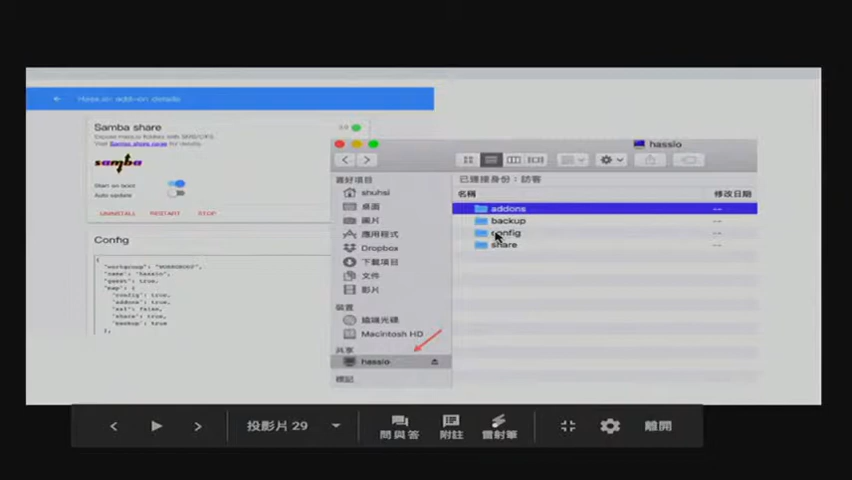 Hass.io add-on details
Samba share
Expose Hass.io folders with SMB/CIFS.
Visit Samba share page for details.
samba
Start on boot
Auto update
UNINSTALL RESTART STOP
Config
{
"workgroup": "WORKGROUP",
"name": "hassio",
"guest": true,
"map": {
"config": true,
"addons": true,
"ssl": false,
"share": true,
"backup": true
},
hassio
已連接身份：訪客
名稱 修改日期
addons --
backup --
config --
share --
喜好項目
shuhsi
桌面
圖片
應用程式
Dropbox
下載項目
文件
影片
裝置
遠端光碟
Macintosh HD
共享
hassio
標記
投影片 29
問與答
附註
雷射筆
離開